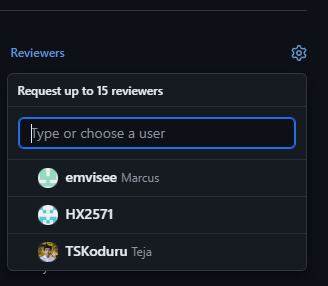 Reviewers
Request up to 15 reviewers
Type or choose a user
emvisee Marcus
HX2571
TSKoduru Teja